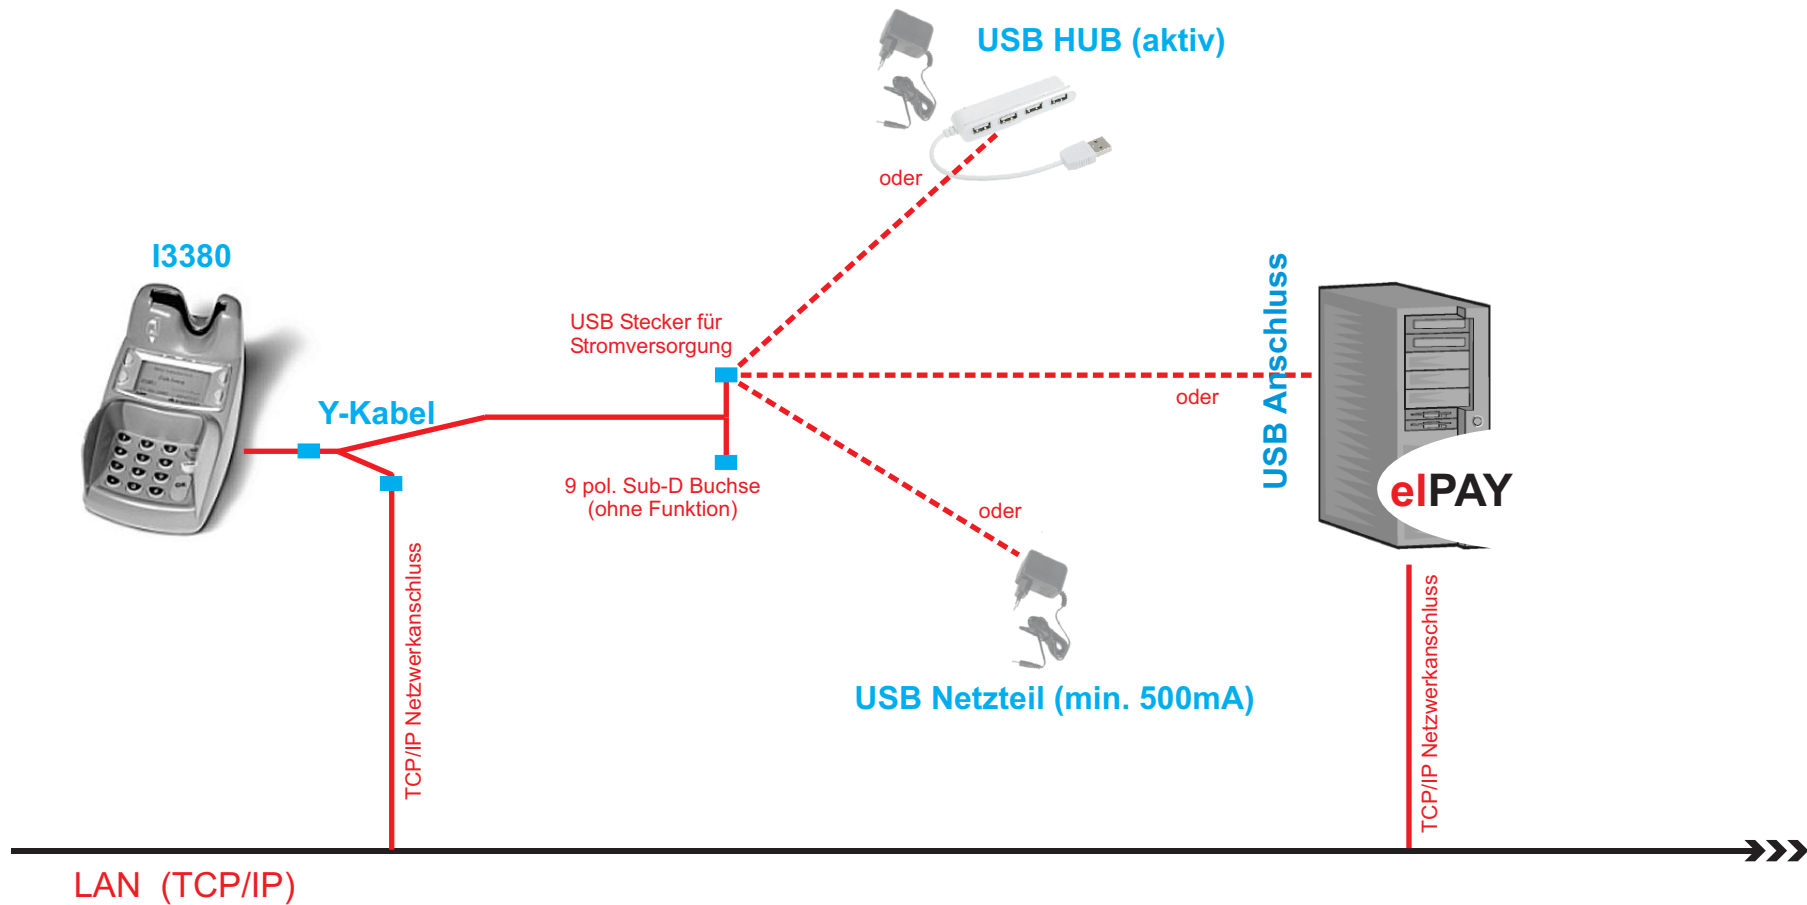 USB HUB (aktiv)
oder
I3380
USB Stecker für
Stromversorgung
USB Anschluss
oder
Y-Kabel
9 pol. Sub-D Buchse
(ohne Funktion)
elPAY
oder
TCP/IP Netzwerkanschluss
USB Netzteil (min. 500mA)
TCP/IP Netzwerkanschluss
LAN (TCP/IP)